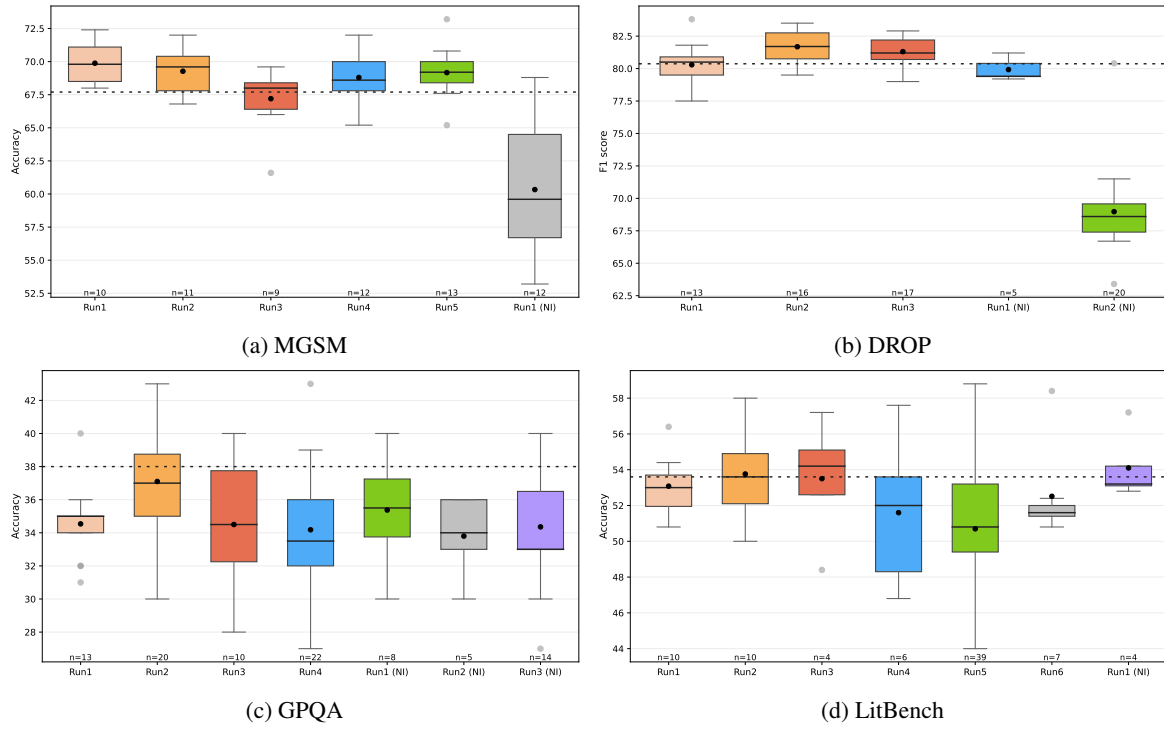 Accuracy
72.5
70.0
67.5
65.0
62.5
60.0
57.5
55.0
52.5
n=10 n=11 n=9 n=12 n=13 n=12
Run1 Run2 Run3 Run4 Run5 Run1 (NI)
(a) MGSM
F1 score
82.5
80.0
77.5
75.0
72.5
70.0
67.5
65.0
62.5
n=13 n=16 n=17 n=5 n=20
Run1 Run2 Run3 Run1 (NI) Run2 (NI)
(b) DROP
Accuracy
42
40
38
36
34
32
30
28
n=13 n=20 n=10 n=22 n=8 n=5 n=14
Run1 Run2 Run3 Run4 Run1 (NI) Run2 (NI) Run3 (NI)
(c) GPQA
Accuracy
58
56
54
52
50
48
46
44
n=10 n=10 n=4 n=6 n=39 n=7 n=4
Run1 Run2 Run3 Run4 Run5 Run6 Run1 (NI)
(d) LitBench